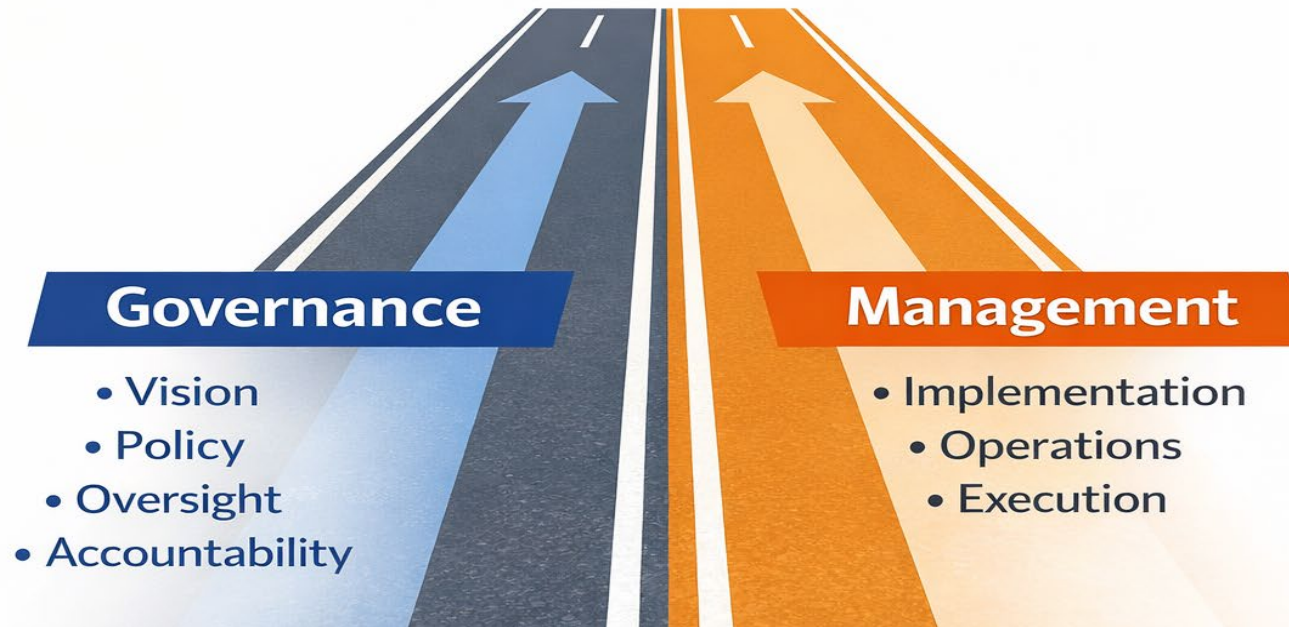 Governance
• Vision
• Policy
• Oversight
• Accountability
Management
• Implementation
• Operations
• Execution